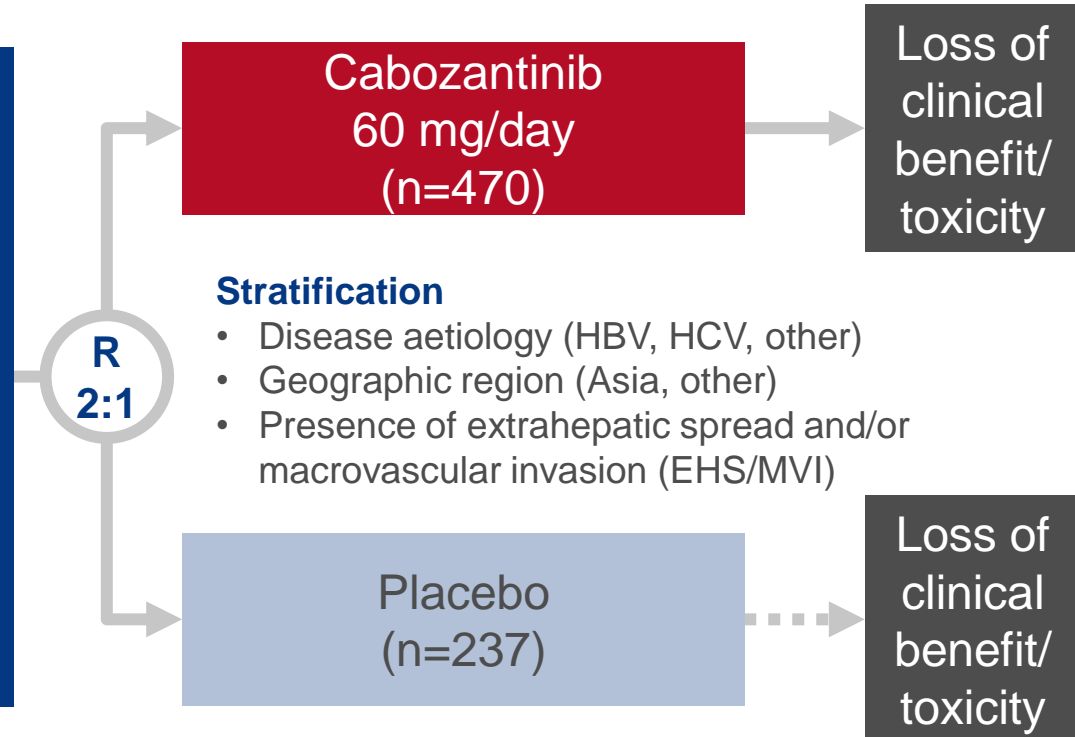 Cabozantinib
60 mg/day
(n=470)
Loss of
clinical
benefit/
toxicity
R
2:1
Stratification
• Disease aetiology (HBV, HCV, other)
• Geographic region (Asia, other)
• Presence of extrahepatic spread and/or
macrovascular invasion (EHS/MVI)
Placebo
(n=237)
Loss of
clinical
benefit/
toxicity